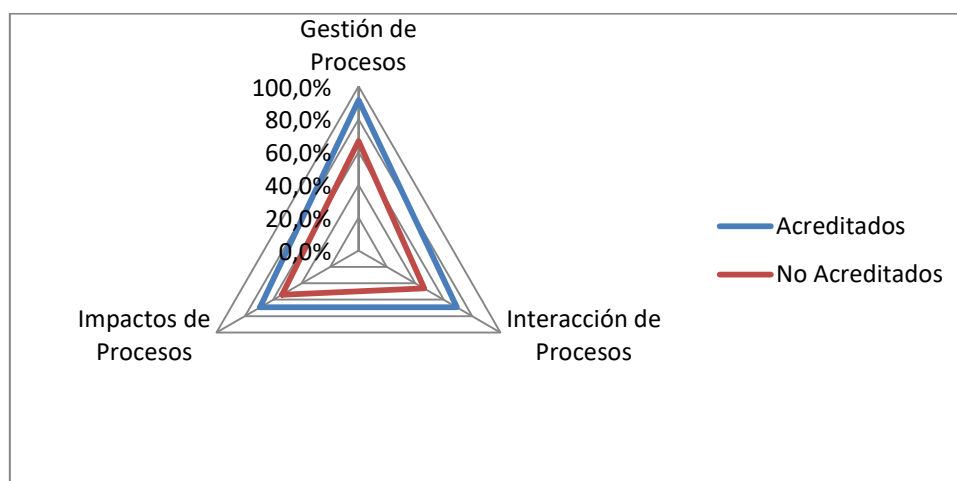 Gestión de
Procesos
100,0%
80,0%
60,0%
40,0%
20,0%
0,0%
Acreditados
No Acreditados
Impactos de
Procesos
Interacción de
Procesos